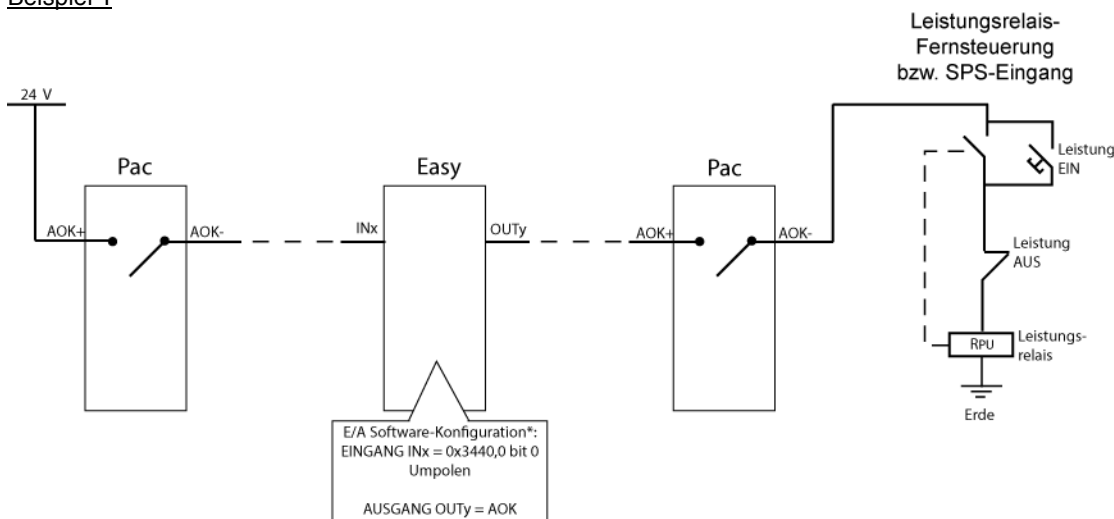 Beispiel 1
Leistungsrelais-
Fernsteuerung
bzw. SPS-Eingang
24 V
Pac
Easy
Pac
AOK+
AOK-
INx
OUTy
AOK+
AOK-
Leistung
EIN
Leistung
AUS
RPU
Leistungs-
relais
Erde
E/A Software-Konfiguration*:
EINGANG INx = 0x3440,0 bit 0
Umpolen
AUSGANG OUTy = AOK